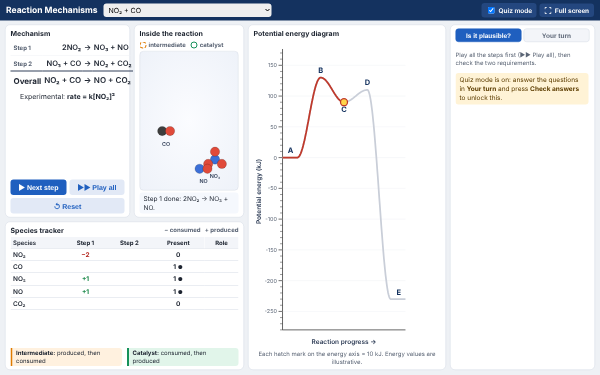 Reaction Mechanisms
NO₂ + CO
Quiz mode
Full screen
Mechanism
Step 1 2NO₂ → NO₃ + NO
Step 2 NO₃ + CO → NO₂ + CO₂
Overall NO₂ + CO → NO + CO₂
Experimental: rate = k[NO₂]²
▶ Next step
▶▶ Play all
↺ Reset
Inside the reaction
intermediate catalyst
CO
NO₃
NO
Step 1 done: 2NO₂ → NO₃ +
NO.
Species tracker
− consumed + produced
Species Step 1 Step 2 Present Role
NO₂ −2 0
CO 1
NO₃ +1 1
NO +1 1
CO₂ 0
Intermediate: produced, then
consumed
Catalyst: consumed, then
produced
Potential energy diagram
Potential energy (kJ)
150
100
50
0
-50
-100
-150
-200
-250
A
B
C
D
E
Reaction progress →
Each hatch mark on the energy axis = 10 kJ. Energy values are
illustrative.
Is it plausible?
Your turn
Play all the steps first (▶▶ Play all), then
check the two requirements.
Quiz mode is on: answer the questions
in Your turn and press Check answers
to unlock this.